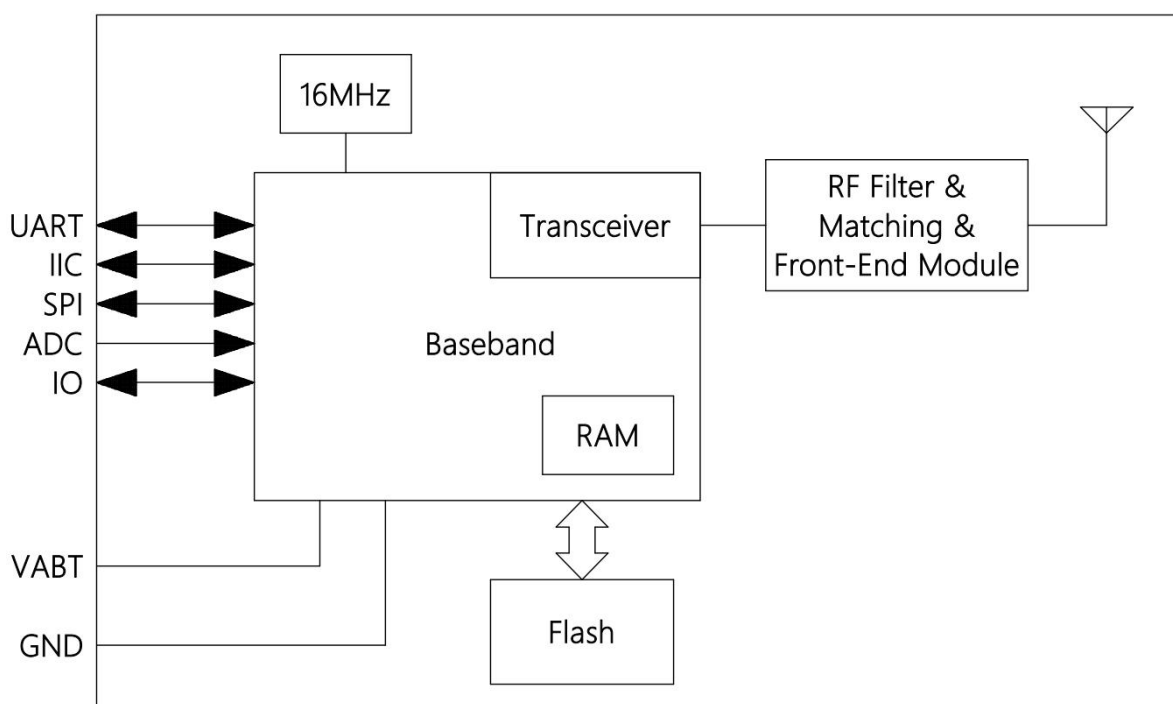 16MHz
UART
IIC
SPI
ADC
IO
VABT
GND
Transceiver
Baseband
RAM
Flash
RF Filter &
Matching &
Front-End Module